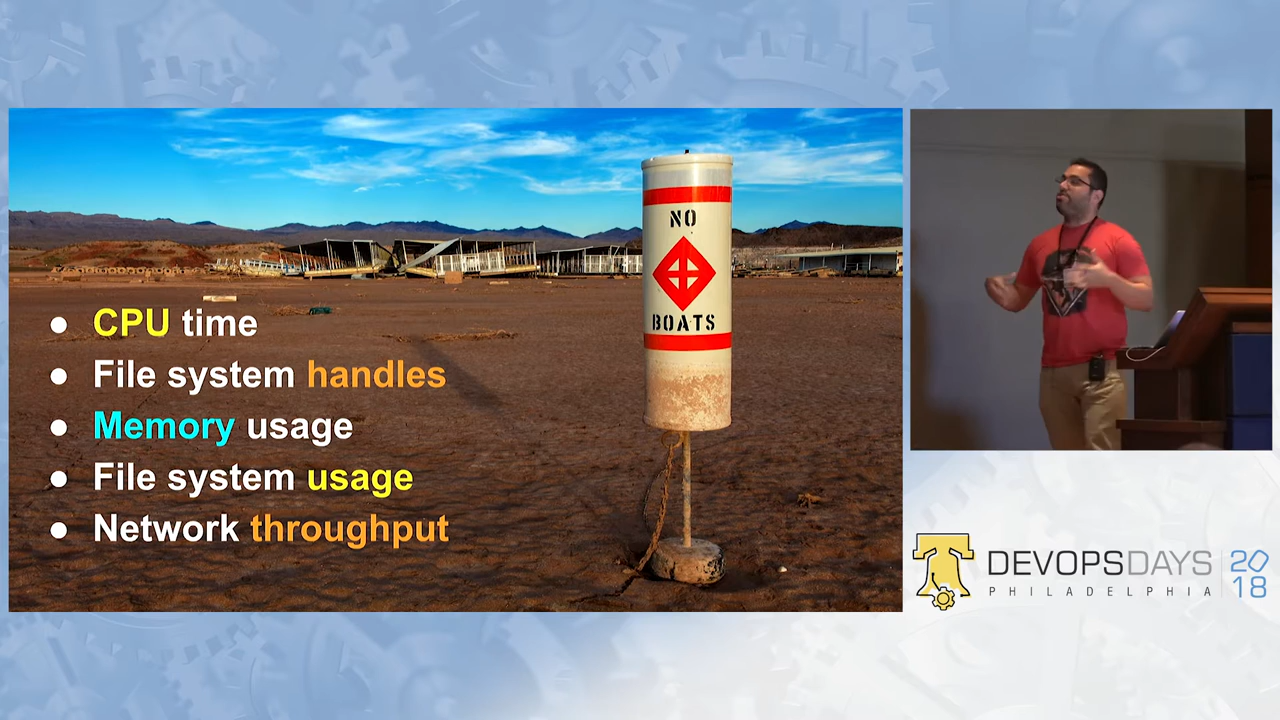 NO
BOATS
● CPU time
● File system handles
● Memory usage
● File system usage
● Network throughput
DEVOPSDAYS
PHILADELPHIA
20
18